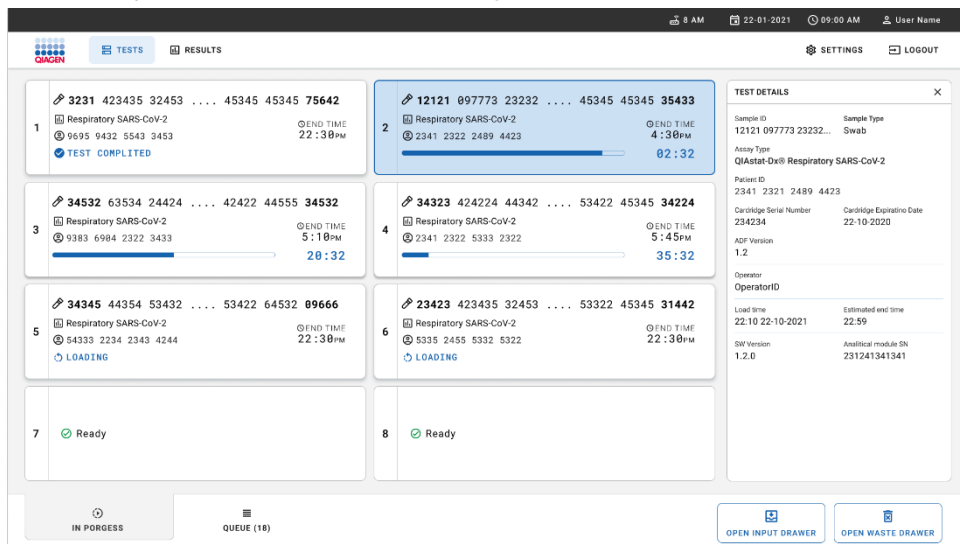 8 AM 22-01-2021 09:00 AM User Name
QIAGEN TESTS RESULTS SETTINGS LOGOUT
1
3231 423435 32453 .... 45345 45345 75642
Respiratory SARS-CoV-2
9695 9432 5543 3453
TEST COMPLITED
END TIME
22:30PM
2
12121 097773 23232 .... 45345 45345 35433
Respiratory SARS-CoV-2
2341 2322 2489 4423
END TIME
4:30PM
02:32
3
34532 63534 24424 .... 42422 44555 34532
Respiratory SARS-CoV-2
9383 6904 2322 3433
END TIME
5:10PM
20:32
4
34323 424224 44342 .... 53422 45345 34224
Respiratory SARS-CoV-2
2341 2322 5333 2322
END TIME
5:45PM
35:32
5
34345 44354 53432 .... 53422 64532 09666
Respiratory SARS-CoV-2
54333 2234 2343 4244
LOADING
END TIME
22:30PM
6
23423 423435 32453 .... 53322 45345 31442
Respiratory SARS-CoV-2
5335 2455 5332 5322
LOADING
END TIME
22:30PM
7
Ready
8
Ready
TEST DETAILS
Sample ID Sample Type
12121 097773 23232... Swab
Assay Type
QIAstat-Dx® Respiratory SARS-CoV-2
Patient ID
2341 2321 2489 4423
Cardridge Serial Number Cardridge Expiratino Date
234234 22-10-2020
ADF Version
1.2
Operator
OperatorID
Load time Estimated end time
22:10 22-10-2021 22:59
SW Version Analitical module SN
1.2.0 231241341341
IN PORGESS
QUEUE (18)
OPEN INPUT DRAWER
OPEN WASTE DRAWER